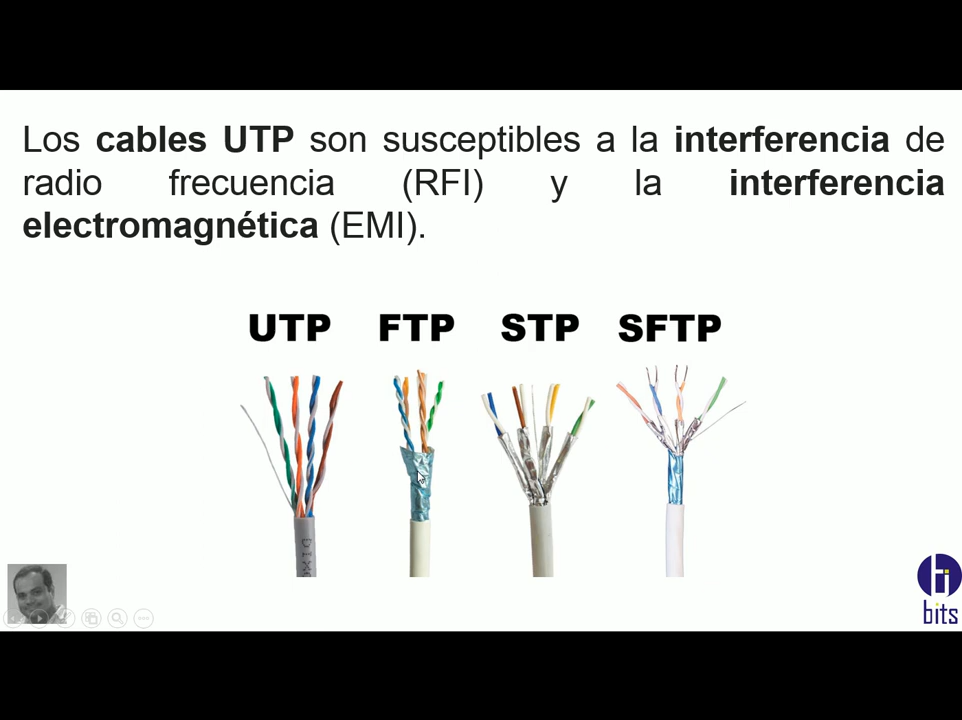 Los cables UTP son susceptibles a la interferencia de
radio frecuencia (RFI) y la interferencia
electromagnética (EMI).
UTP FTP STP SFTP
bits